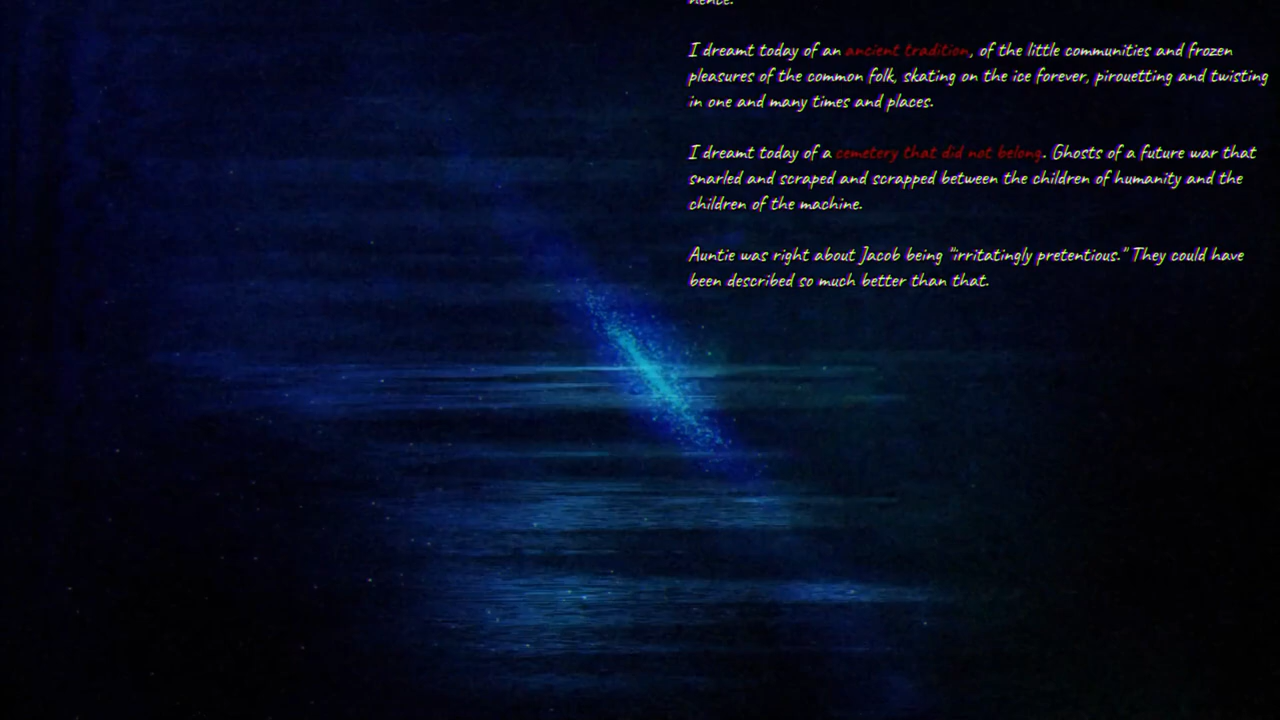 hence.
I dreamt today of an ancient tradition, of the little communities and frozen
pleasures of the common folk, skating on the ice forever, pirouetting and twisting
in one and many times and places.
I dreamt today of a cemetery that did not belong. Ghosts of a future war that
snarled and scraped and scrapped between the children of humanity and the
children of the machine.
Auntie was right about Jacob being "irritatingly pretentious." They could have
been described so much better than that.